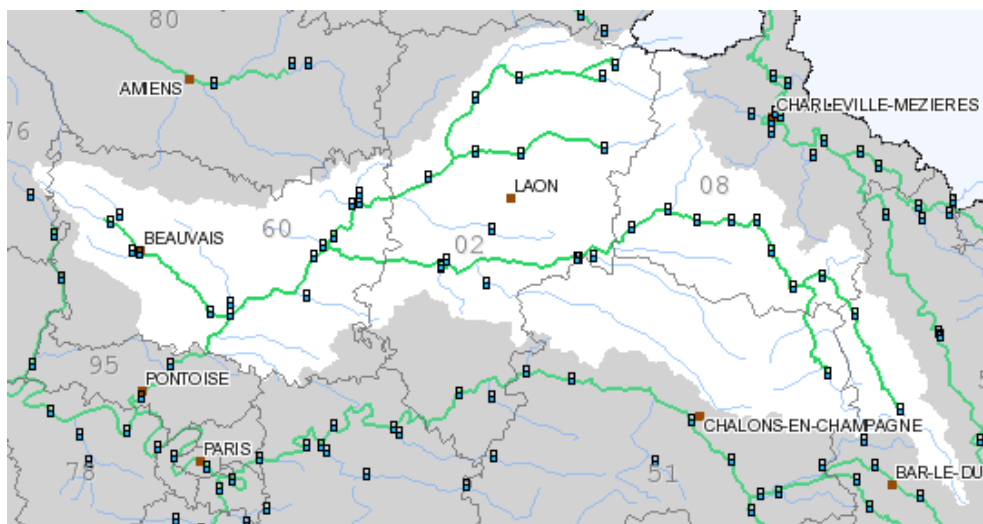 80
AMIENS
CHARLEVILLE-MEZIERES
76
LAON
08
BEAUVAIS
60
02
95
PONTOISE
CHALONS-EN-CHAMPAGNE
PARIS
78
51
BAR-LE-DU